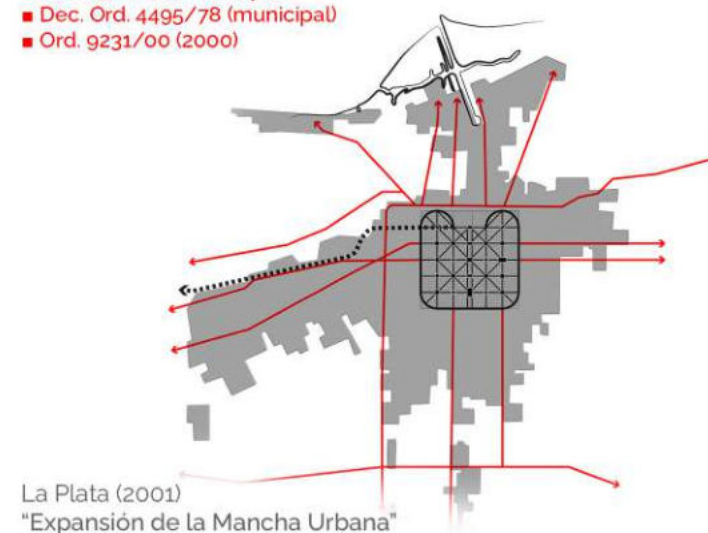 ■ Dec. Ord. 4495/78 (municipal)
■ Ord. 9231/00 (2000)
La Plata (2001)
"Expansión de la Mancha Urbana"